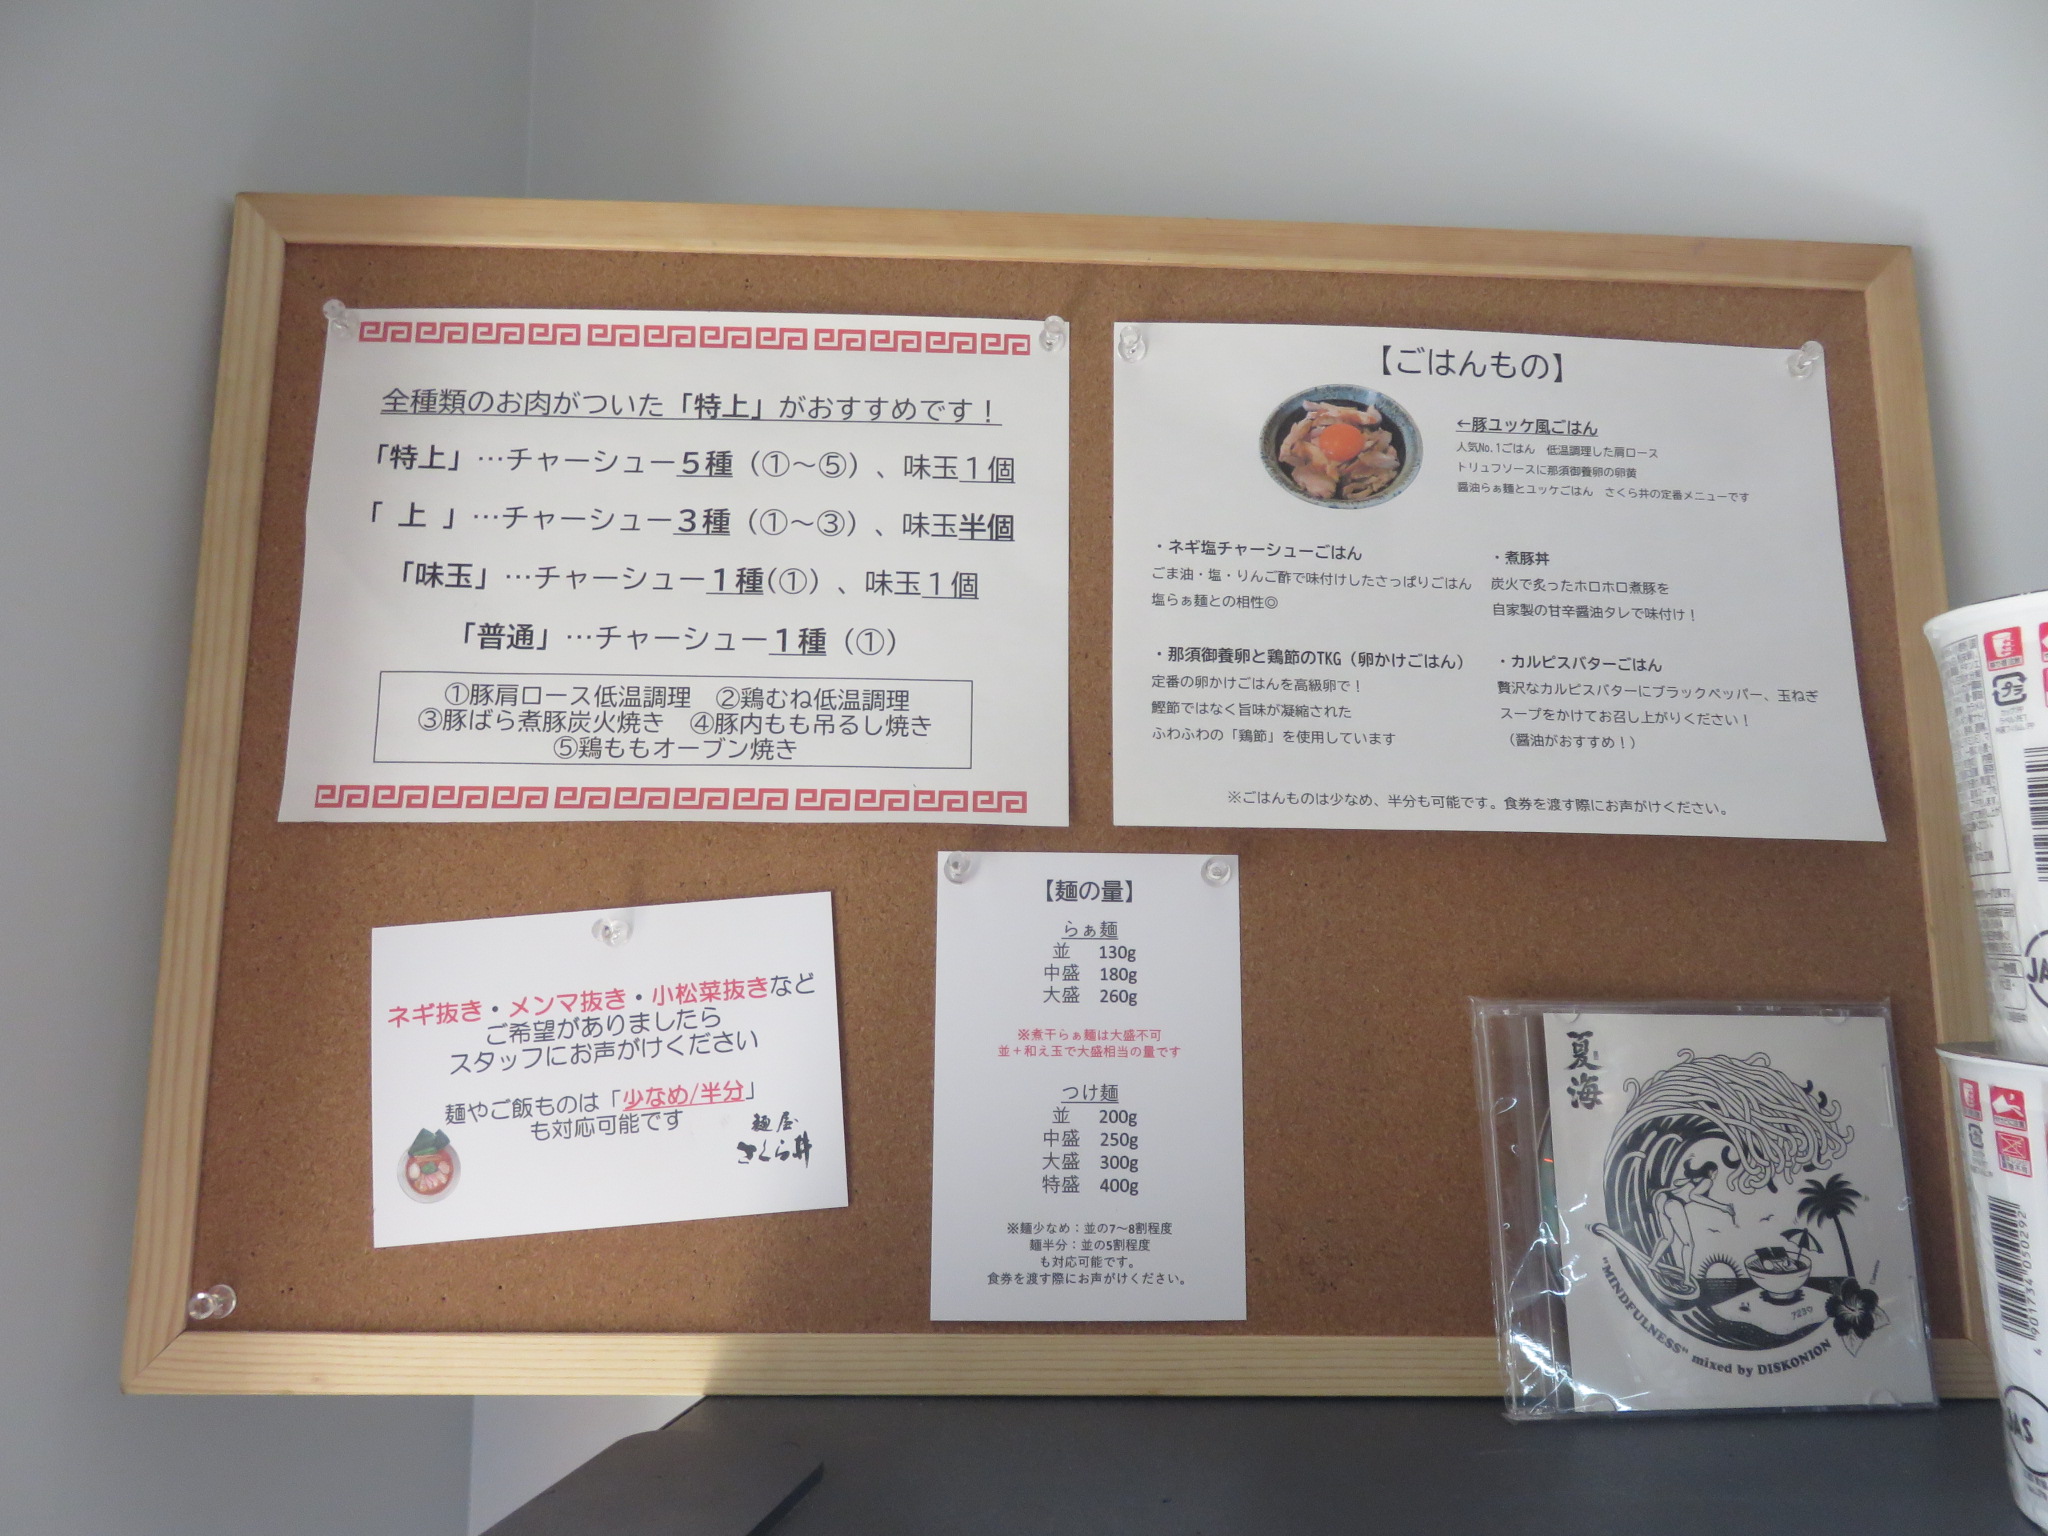 全種類のお肉がついた「特上」がおすすめです！
「特上」…チャーシュー５種（①～⑤）、味玉１個
「 上 」…チャーシュー３種（①～③）、味玉半個
「味玉」…チャーシュー１種(①）、味玉１個
「普通」…チャーシュー１種（①）
①豚肩ロース低温調理　②鶏むね低温調理
③豚ばら煮豚炭火焼き　④豚内もも吊るし焼き
⑤鶏ももオーブン焼き
【ごはんもの】
←豚ユッケ風ごはん
人気No.1ごはん　低温調理した肩ロース
トリュフソースに那須御養卵の卵黄
醤油らぁ麺とユッケごはん　さくら井の定番メニューです
・ネギ塩チャーシューごはん
ごま油・塩・りんご酢で味付けしたさっぱりごはん
塩らぁ麺との相性◎
・煮豚丼
炭火で炙ったホロホロ煮豚を
自家製の甘辛醤油タレで味付け！
・那須御養卵と鶏節のTKG（卵かけごはん）
定番の卵かけごはんを高級卵で！
鰹節ではなく旨味が凝縮された
ふわふわの「鶏節」を使用しています
・カルピスバターごはん
贅沢なカルピスバターにブラックペッパー、玉ねぎ
スープをかけてお召し上がりください！
（醤油がおすすめ！）
※ごはんものは少なめ、半分も可能です。食券を渡す際にお声がけください。
ネギ抜き・メンマ抜き・小松菜抜きなど
ご希望がありましたら
スタッフにお声がけください
麺やご飯ものは「少なめ/半分」
も対応可能です
麺屋
さくら井
【麺の量】
らぁ麺
並　130g
中盛　180g
大盛　260g
※煮干らぁ麺は大盛不可
並＋和え玉で大盛相当の量です
つけ麺
並　200g
中盛　250g
大盛　300g
特盛　400g
※麺少なめ：並の7～8割程度
麺半分：並の5割程度
も対応可能です。
食券を渡す際にお声がけください。
夏海
7230
"MINDFULNESS" mixed by DISKONION
プラ
JA
4 901734 050292
JAS